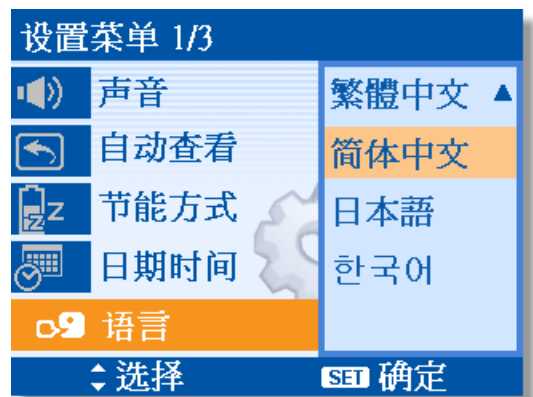 设置菜单 1/3
声音
自动查看
节能方式
日期时间
语言
繁體中文
简体中文
日本語
한국어
zz
选择
SET 确定